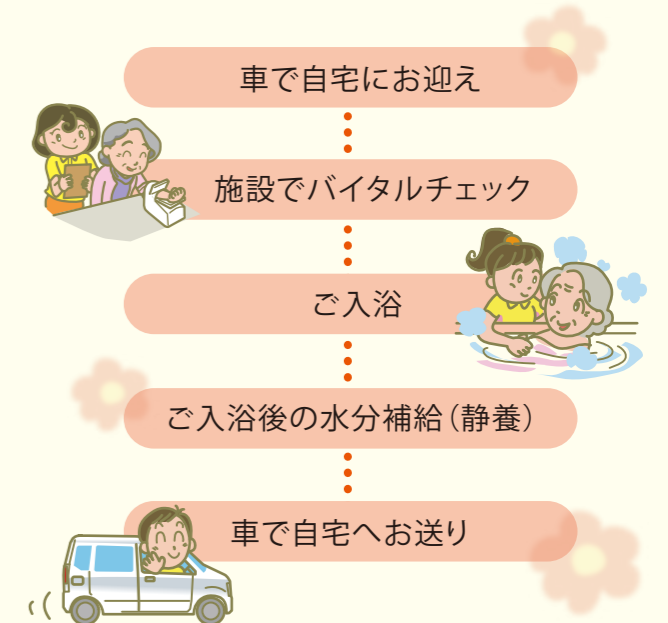 車で自宅にお迎え
施設でバイタルチェック
ご入浴
ご入浴後の水分補給（静養）
車で自宅へお送り